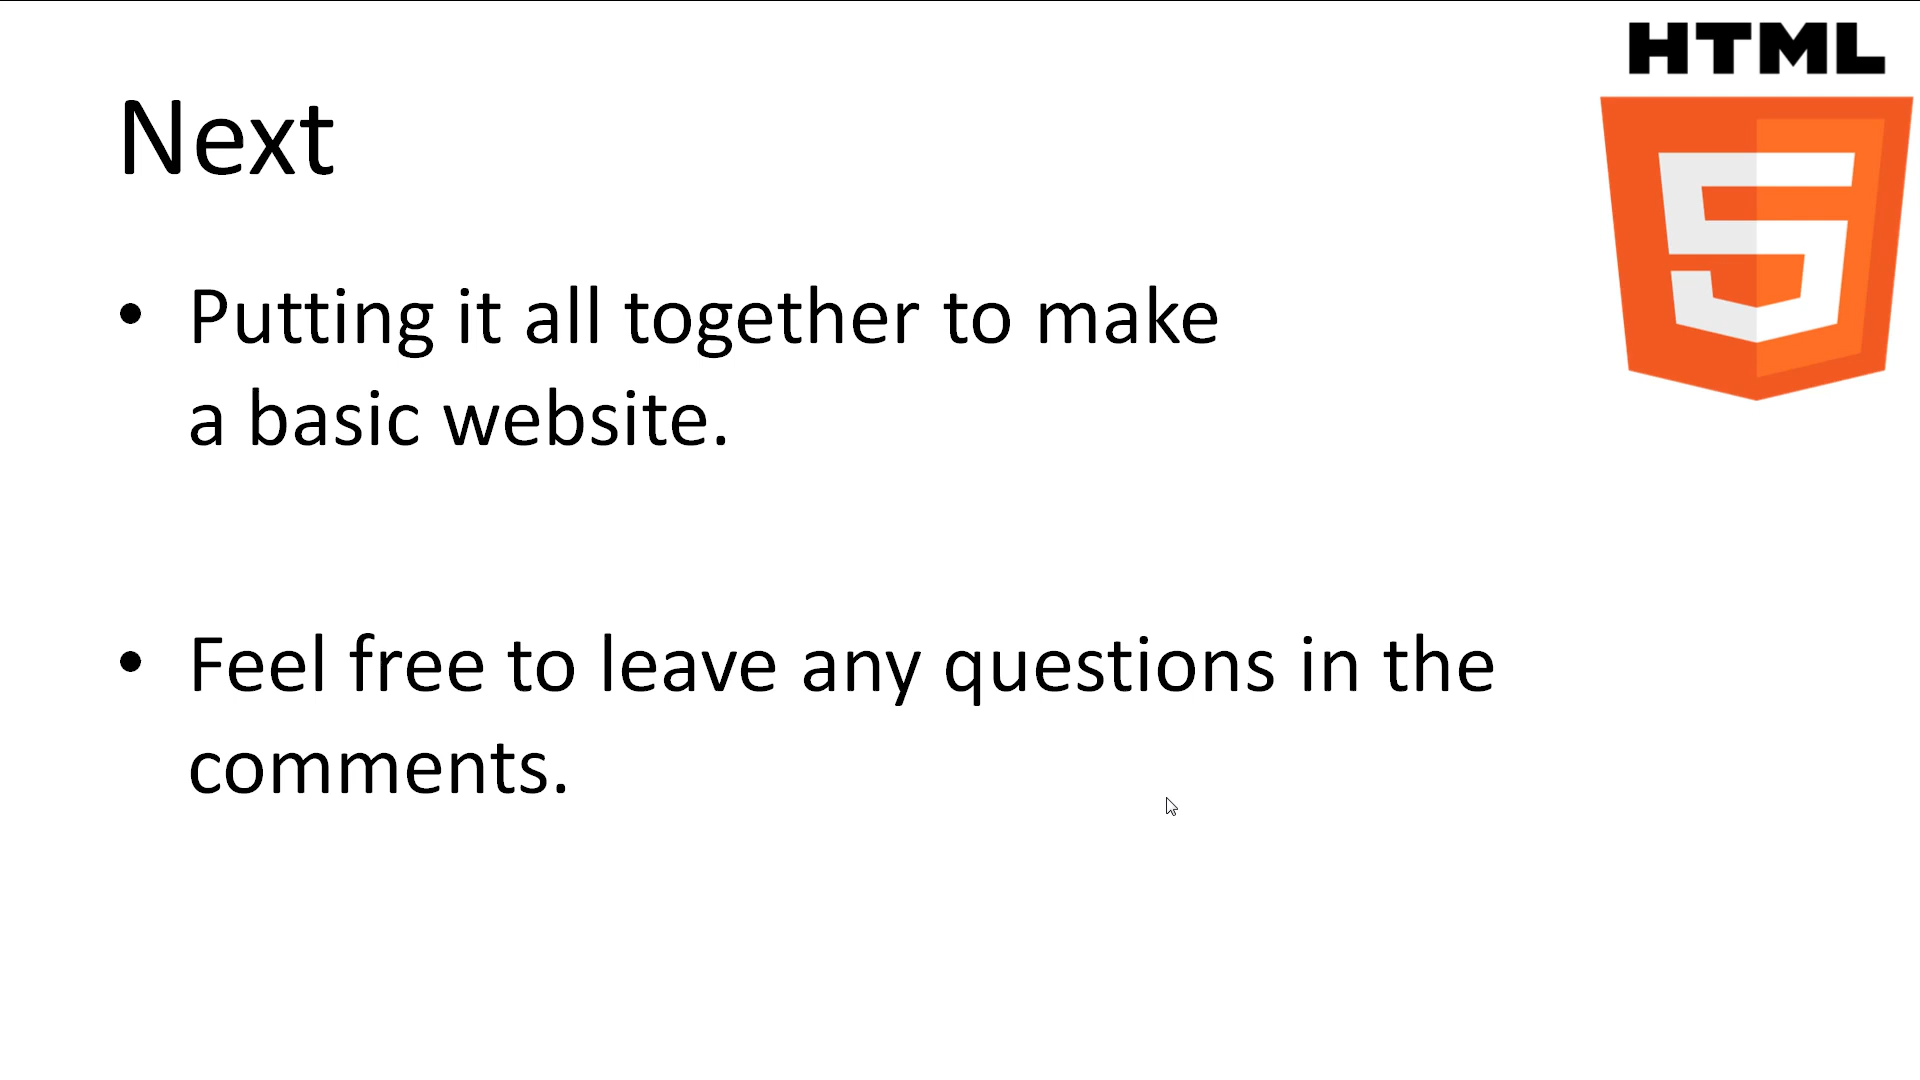 HTML
5
Next
• Putting it all together to make
a basic website.
• Feel free to leave any questions in the
comments.